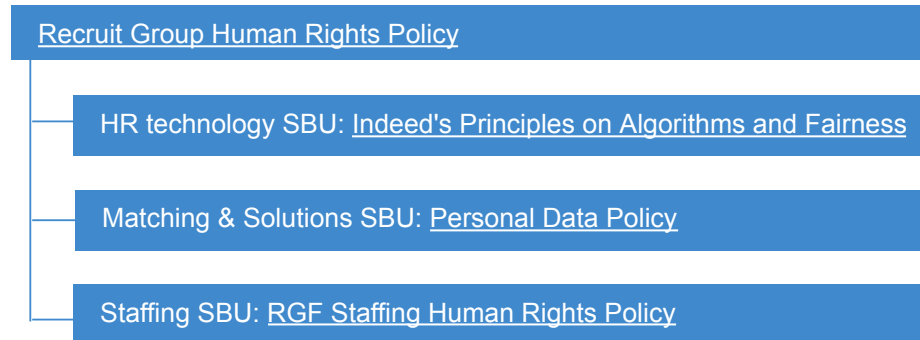 Recruit Group Human Rights Policy
HR technology SBU: Indeed's Principles on Algorithms and Fairness
Matching & Solutions SBU: Personal Data Policy
Staffing SBU: RGF Staffing Human Rights Policy